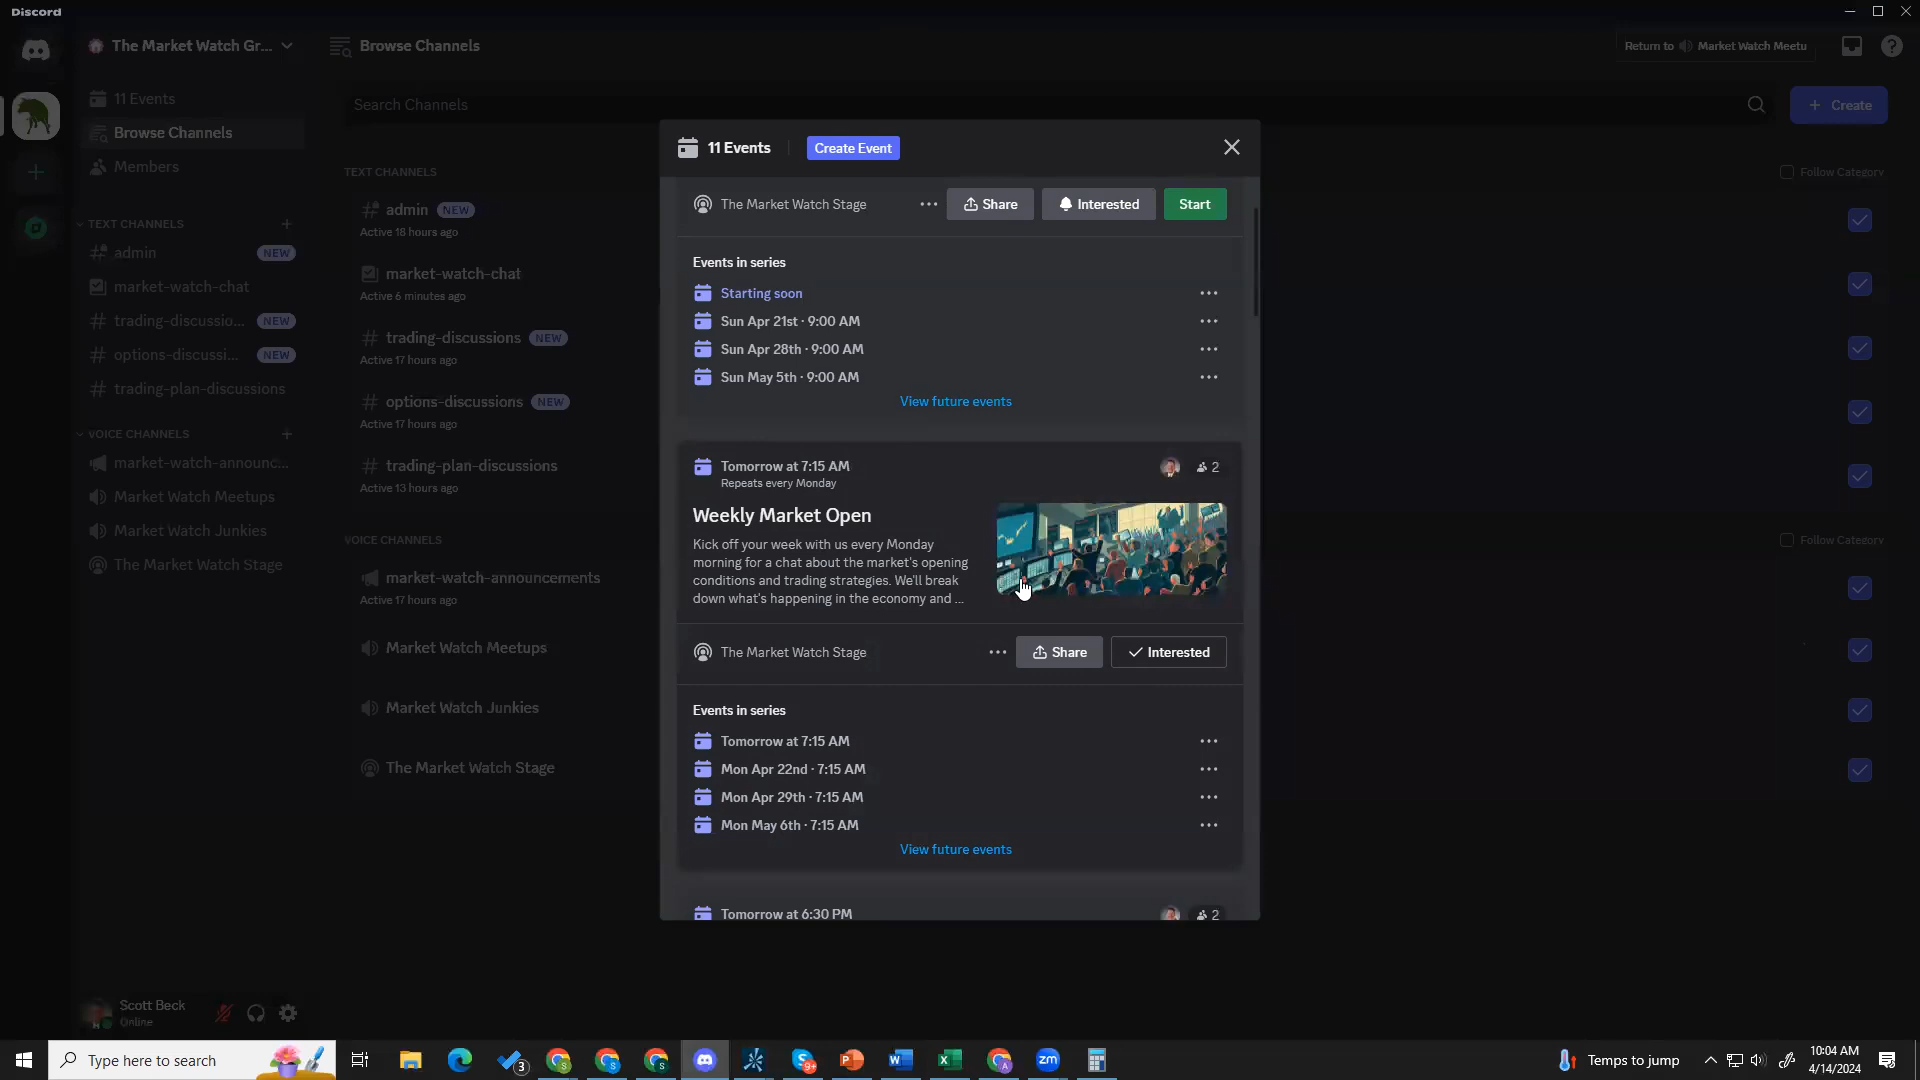 Discord
The Market Watch Gr...
Browse Channels
Return to Market Watch Meetu
11 Events
Search Channels
Create
Browse Channels
Members
TEXT CHANNELS
admin NEW
market-watch-chat
trading-discussio... NEW
options-discussi... NEW
trading-plan-discussions
VOICE CHANNELS
market-watch-announc...
Market Watch Meetups
Market Watch Junkies
The Market Watch Stage
TEXT CHANNELS
Follow Category
admin NEW
Active 18 hours ago
market-watch-chat
Active 6 minutes ago
trading-discussions NEW
Active 17 hours ago
options-discussions NEW
Active 17 hours ago
trading-plan-discussions
Active 13 hours ago
VOICE CHANNELS
Follow Category
market-watch-announcements
Active 17 hours ago
Market Watch Meetups
Market Watch Junkies
The Market Watch Stage
11 Events
Create Event
The Market Watch Stage
Share
Interested
Start
Events in series
Starting soon
Sun Apr 21st · 9:00 AM
Sun Apr 28th · 9:00 AM
Sun May 5th · 9:00 AM
View future events
Tomorrow at 7:15 AM
2
Repeats every Monday
Weekly Market Open
Kick off your week with us every Monday
morning for a chat about the market's opening
conditions and trading strategies. We'll break
down what's happening in the economy and ...
The Market Watch Stage
Share
Interested
Events in series
Tomorrow at 7:15 AM
Mon Apr 22nd · 7:15 AM
Mon Apr 29th · 7:15 AM
Mon May 6th · 7:15 AM
View future events
Tomorrow at 6:30 PM
2
Scott Beck
Online
Type here to search
3
9+
zm
Temps to jump
10:04 AM
4/14/2024